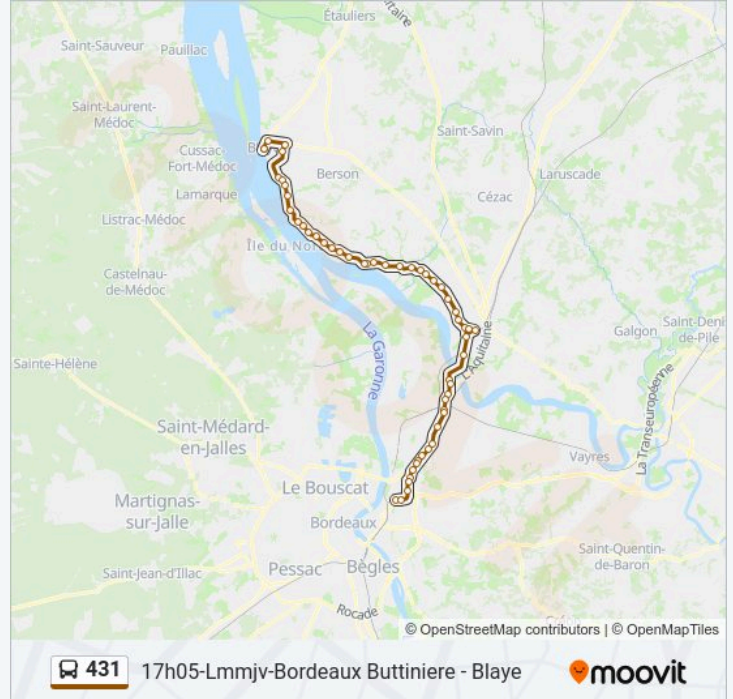 Étauliers
Saint-Sauveur
Pauillac
Saint-Laurent-
Médoc
Saint-Savin
Cussac-
Fort-Médoc
Berson
Laruscade
Lamarque
Cézac
Listrac-Médoc
Île du Nor
Castelnau-
de-Médoc
La Garonne
L'Aquitaine
Galgon
Saint-Deni
de-Pile
Sainte-Hélène
La Transeuropéenne
Saint-Médard-
en-Jalles
Vayres
Le Bouscat
Martignas-
sur-Jalle
Bordeaux
Saint-Quentin-
de-Baron
Saint-Jean-d'Illac
Pessac
Bègles
Rocade
© OpenStreetMap contributors | © OpenMapTiles
431 17h05-Lmmjv-Bordeaux Buttiniere - Blaye moovit